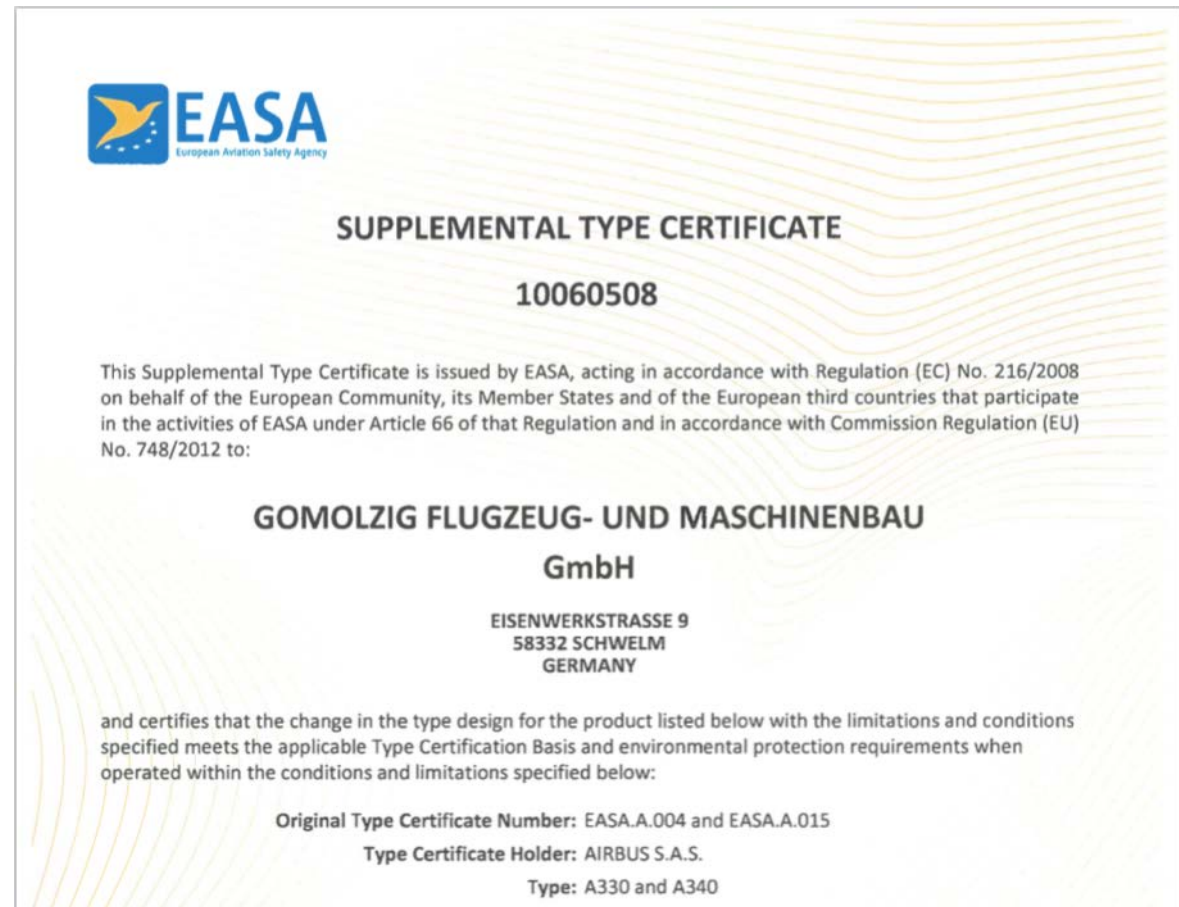 EASA
European Aviation Safety Agency
SUPPLEMENTAL TYPE CERTIFICATE
10060508
This Supplemental Type Certificate is issued by EASA, acting in accordance with Regulation (EC) No. 216/2008
on behalf of the European Community, its Member States and of the European third countries that participate
in the activities of EASA under Article 66 of that Regulation and in accordance with Commission Regulation (EU)
No. 748/2012 to:
GOMOLZIG FLUGZEUG- UND MASCHINENBAU
GmbH
EISENWERKSTRASSE 9
58332 SCHWELM
GERMANY
and certifies that the change in the type design for the product listed below with the limitations and conditions
specified meets the applicable Type Certification Basis and environmental protection requirements when
operated within the conditions and limitations specified below:
Original Type Certificate Number: EASA.A.004 and EASA.A.015
Type Certificate Holder: AIRBUS S.A.S.
Type: A330 and A340